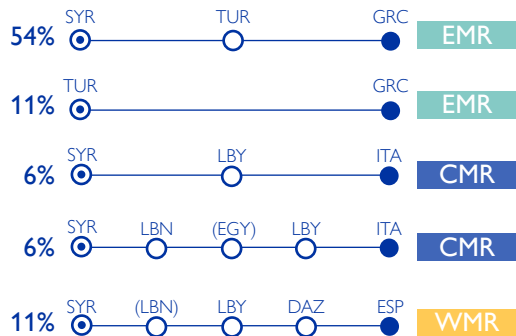 54% SYR TUR GRC EMR
11% TUR GRC EMR
6% SYR LBY ITA CMR
6% SYR LBN (EGY) LBY ITA CMR
11% SYR (LBN) LBY DAZ ESP WMR